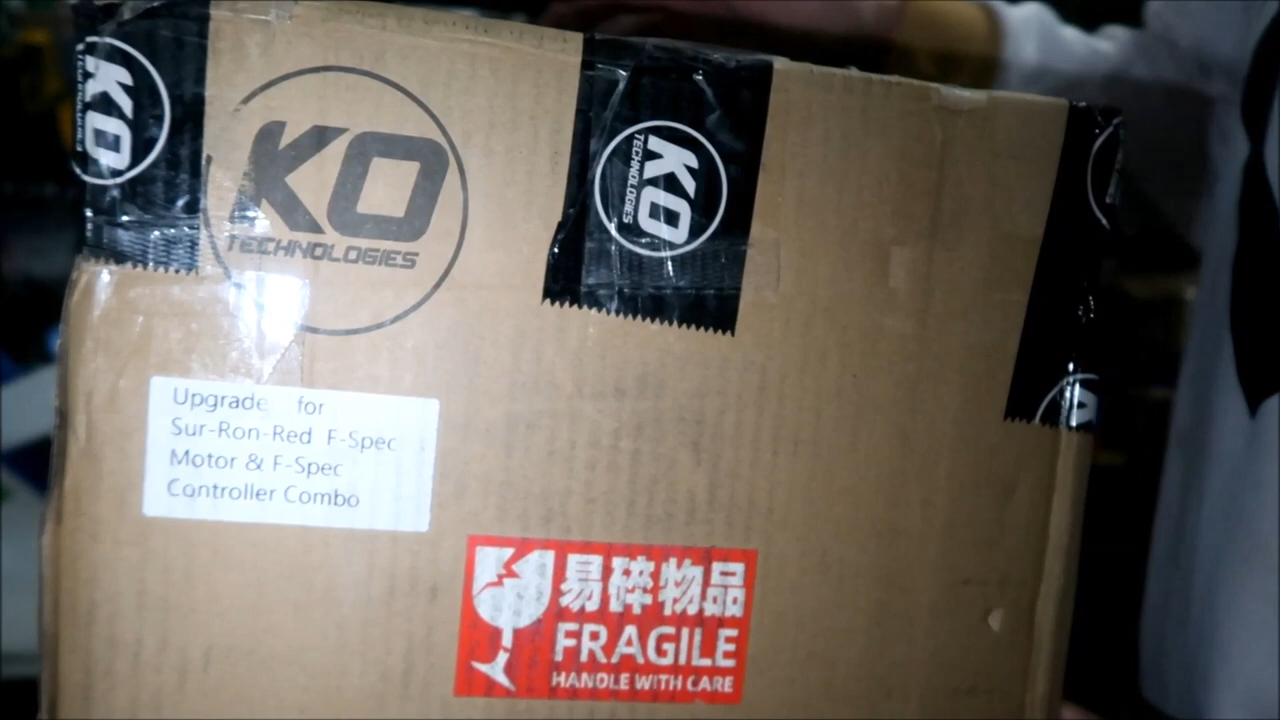 KO
TECHNOLOGIES
KO
TECHNOLOGIES
KO
Upgrade for
Sur-Ron-Red F-Spec
Motor & F-Spec
Controller Combo
易碎物品
FRAGILE
HANDLE WITH CARE